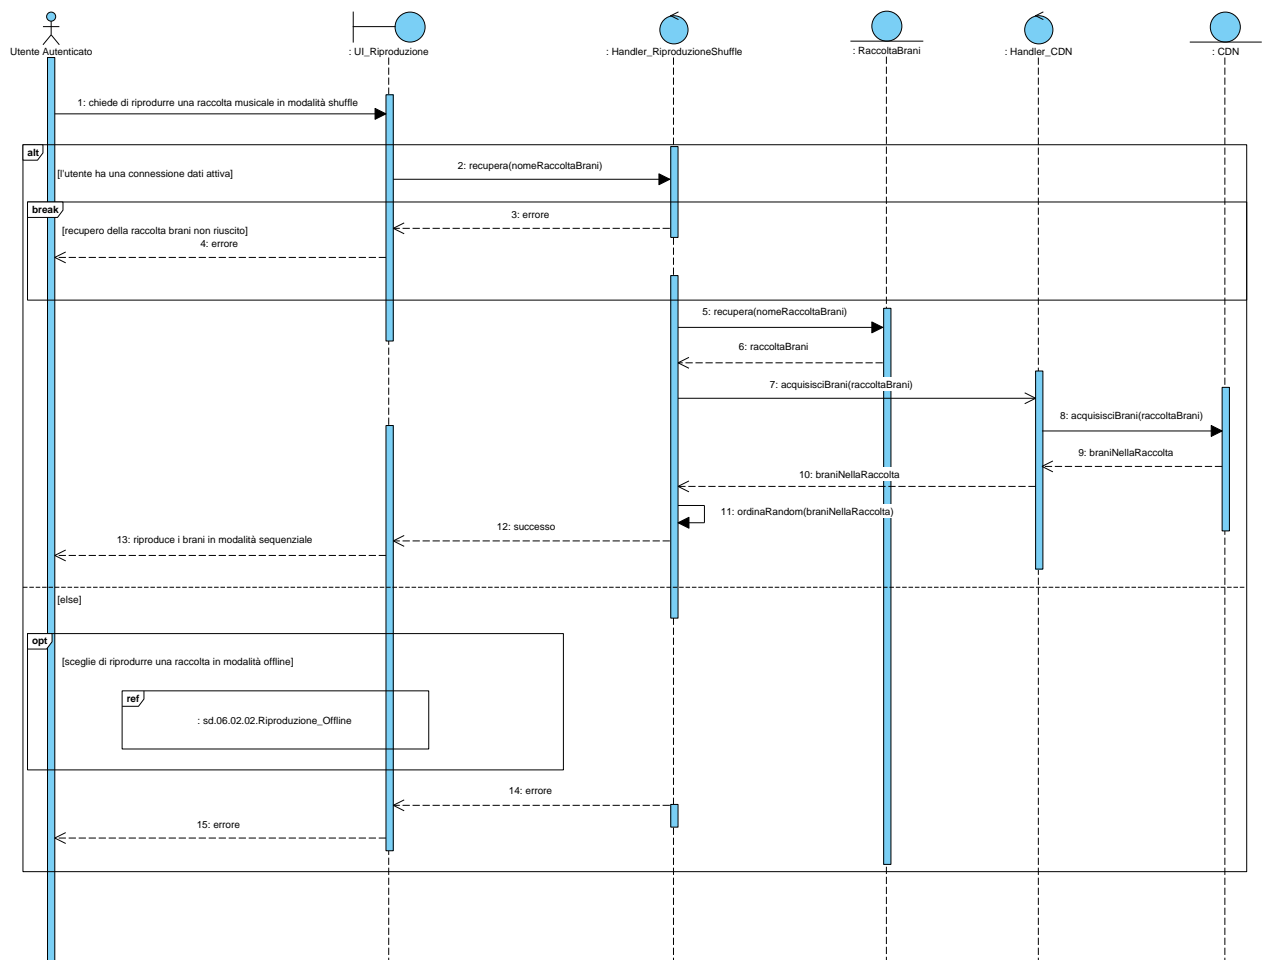 Utente Autenticato
: UI_Riproduzione
: Handler_RiproduzioneShuffle
: RaccoltaBrani
: Handler_CDN
: CDN
1: chiede di riprodurre una raccolta musicale in modalità shuffle
alt
[l'utente ha una connessione dati attiva]
2: recupera(nomeRaccoltaBrani)
break
3: errore
[recupero della raccolta brani non riuscito]
4: errore
5: recupera(nomeRaccoltaBrani)
6: raccoltaBrani
7: acquisisciBrani(raccoltaBrani)
8: acquisisciBrani(raccoltaBrani)
9: braniNellaRaccolta
10: braniNellaRaccolta
11: ordinaRandom(braniNellaRaccolta)
12: successo
13: riproduce i brani in modalità sequenziale
[else]
opt
[sceglie di riprodurre una raccolta in modalità offline]
ref
: sd.06.02.02.Riproduzione_Offline
14: errore
15: errore